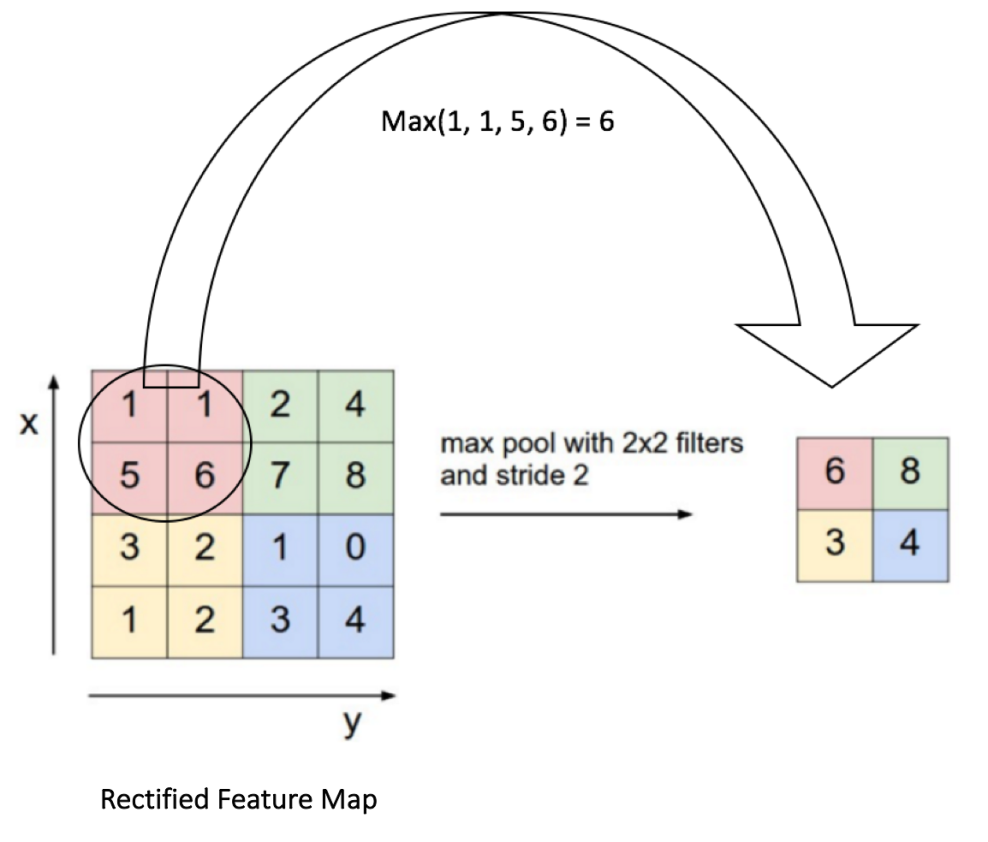 Max(1, 1, 5, 6) = 6
x
1 1 2 4
5 6 7 8
3 2 1 0
1 2 3 4
y
max pool with 2x2 filters
and stride 2
6 8
3 4
Rectified Feature Map